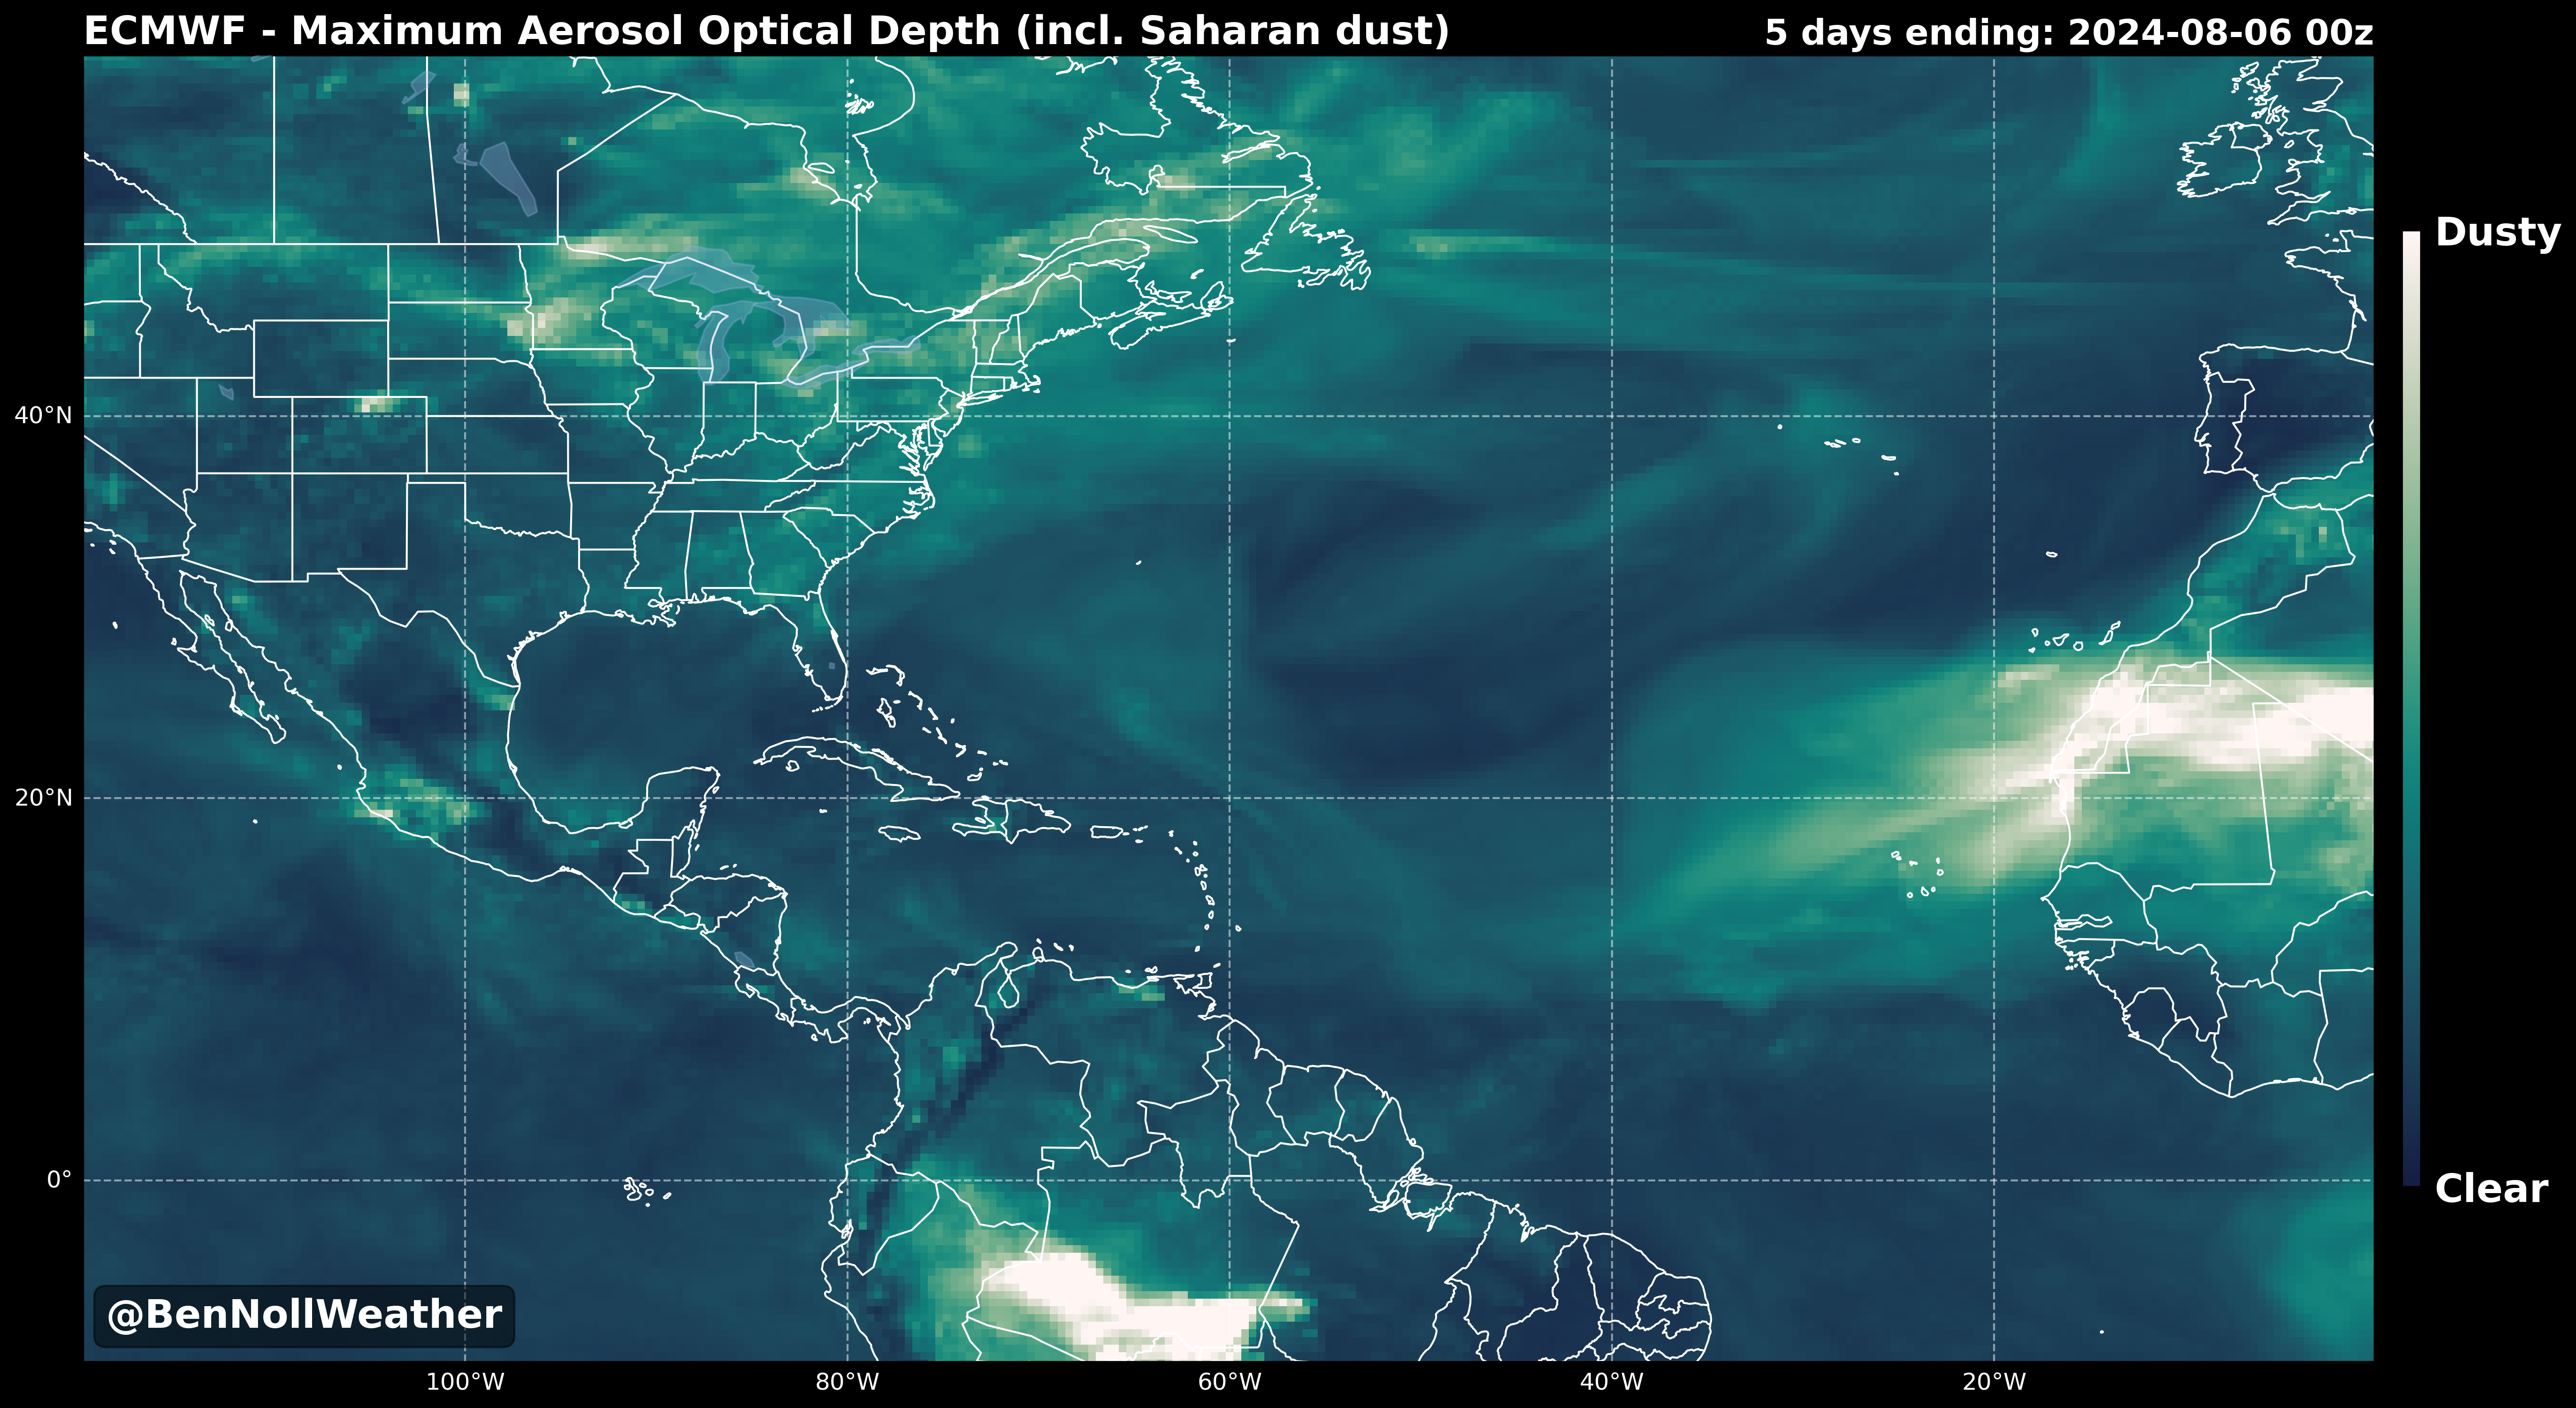 ECMWF - Maximum Aerosol Optical Depth (incl. Saharan dust)
5 days ending: 2024-08-06 00z
Dusty
40°N
20°N
0°
Clear
@BenNollWeather
100°W
80°W
60°W
40°W
20°W